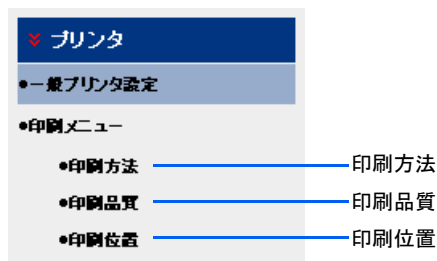 プリンタ
•一般プリンタ設定
•印刷メニュー
•印刷方法
印刷方法
•印刷品質
印刷品質
•印刷位置
印刷位置